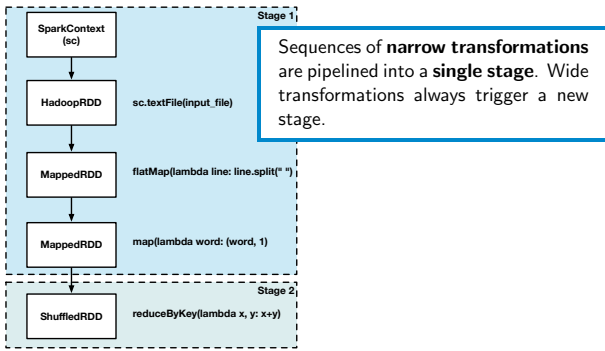 Stage 1
SparkContext
(sc)
Sequences of narrow transformations
are pipelined into a single stage. Wide
transformations always trigger a new
stage.
HadoopRDD
sc.textFile(input_file)
MappedRDD
flatMap(lambda line: line.split(" ")
MappedRDD
map(lambda word: (word, 1)
Stage 2
ShuffledRDD
reduceByKey(lambda x, y: x+y)